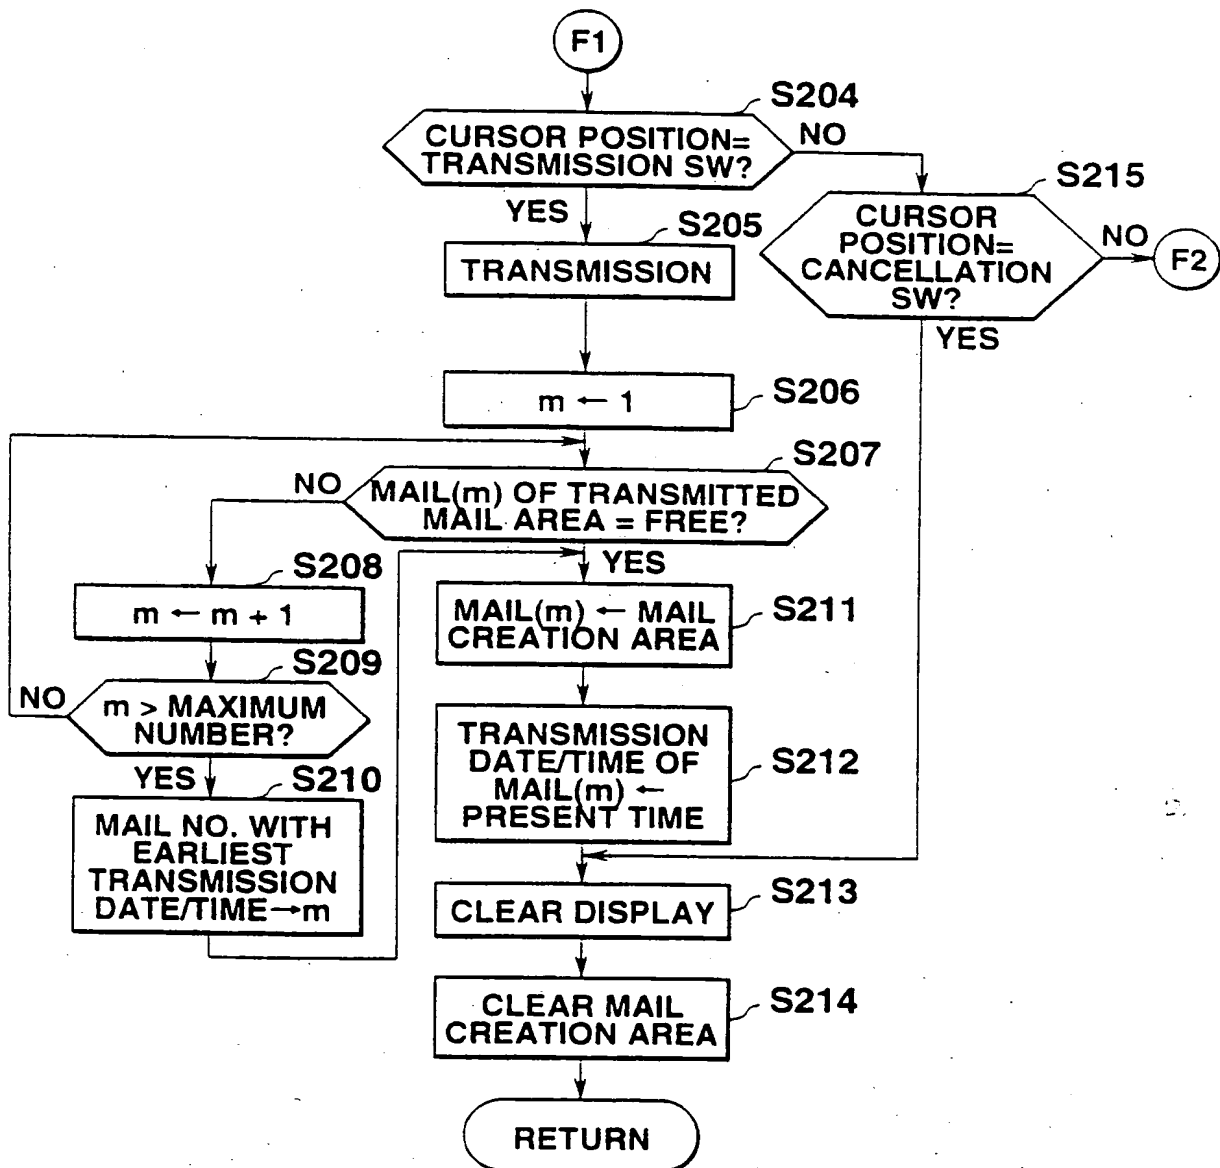 F1
S204
CURSOR POSITION=
TRANSMISSION SW?
NO
YES
S215
CURSOR
POSITION=
CANCELLATION
SW?
NO
F2
YES
S205
TRANSMISSION
S206
m ← 1
S207
MAIL(m) OF TRANSMITTED
MAIL AREA = FREE?
NO
YES
S208
m ← m + 1
S209
m > MAXIMUM
NUMBER?
NO
YES
S210
MAIL NO. WITH
EARLIEST
TRANSMISSION
DATE/TIME→m
S211
MAIL(m) ← MAIL
CREATION AREA
S212
TRANSMISSION
DATE/TIME OF
MAIL(m) ←
PRESENT TIME
S213
CLEAR DISPLAY
S214
CLEAR MAIL
CREATION AREA
RETURN